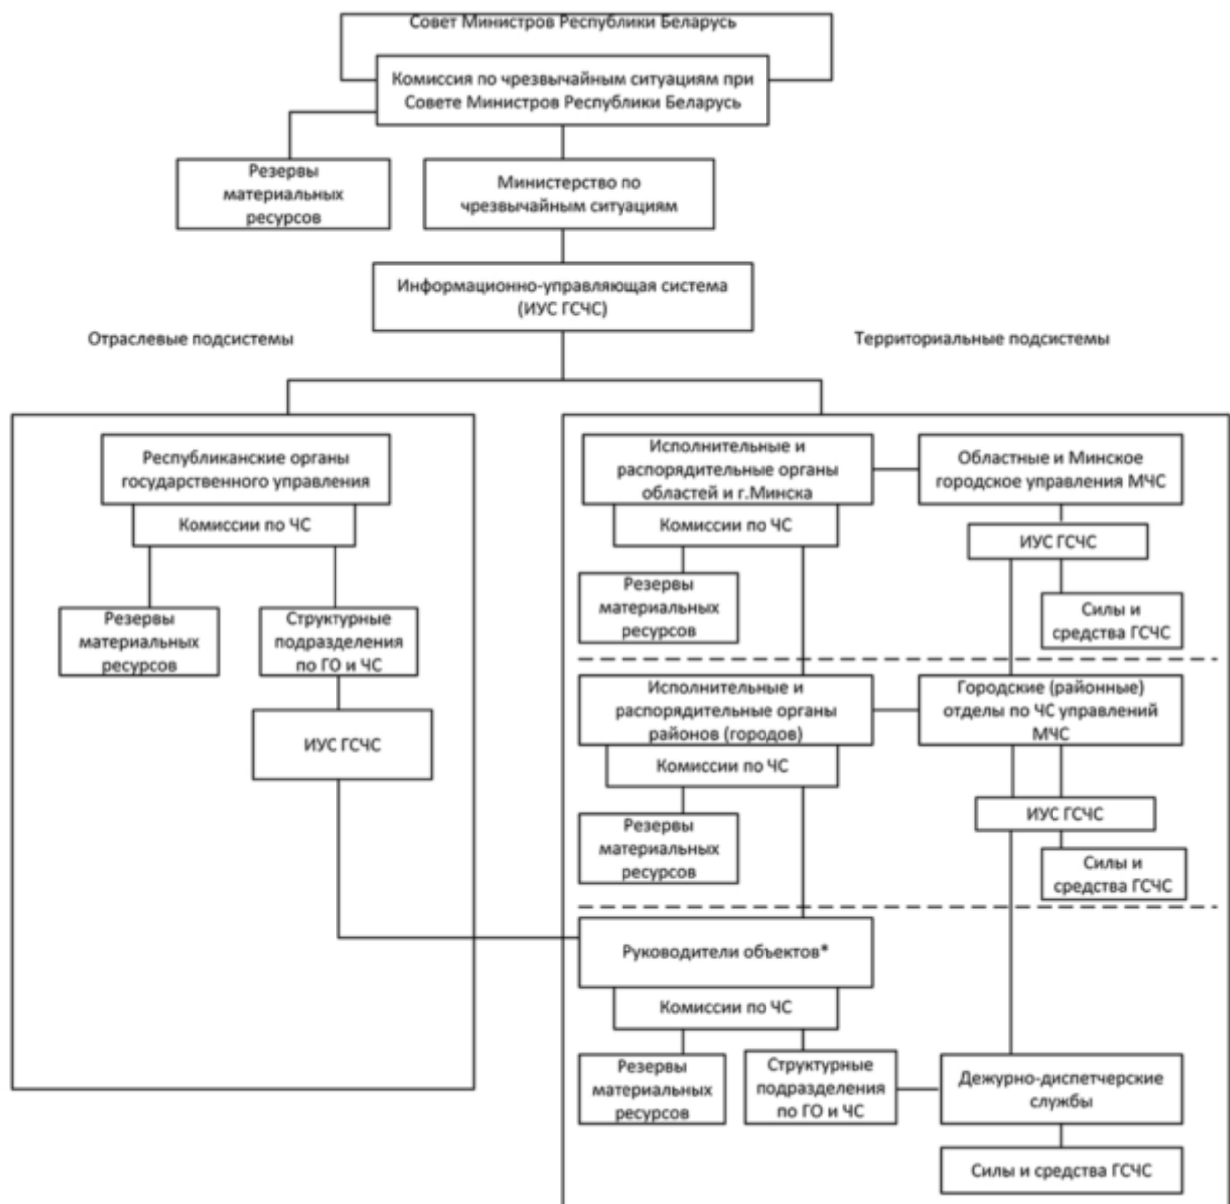 Совет Министров Республики Беларусь
Комиссия по чрезвычайным ситуациям при
Совете Министров Республики Беларусь
Резервы
материальных
ресурсов
Министерство по
чрезвычайным ситуациям
Информационно-управляющая система
(ИУС ГСЧС)
Отраслевые подсистемы
Территориальные подсистемы
Республиканские органы
государственного управления
Комиссии по ЧС
Резервы
материальных
ресурсов
Структурные
подразделения
по ГО и ЧС
ИУС ГСЧС
Исполнительные и
распорядительные органы
областей и г.Минска
Областные и Минское
городское управления МЧС
Комиссии по ЧС
ИУС ГСЧС
Резервы
материальных
ресурсов
Силы и
средства ГСЧС
Исполнительные и
распорядительные органы
районов (городов)
Городские (районные)
отделы по ЧС управлений
МЧС
Комиссии по ЧС
ИУС ГСЧС
Резервы
материальных
ресурсов
Силы и
средства ГСЧС
Руководители объектов*
Комиссии по ЧС
Резервы
материальных
ресурсов
Структурные
подразделения
по ГО и ЧС
Дежурно-диспетчерские
службы
Силы и средства ГСЧС